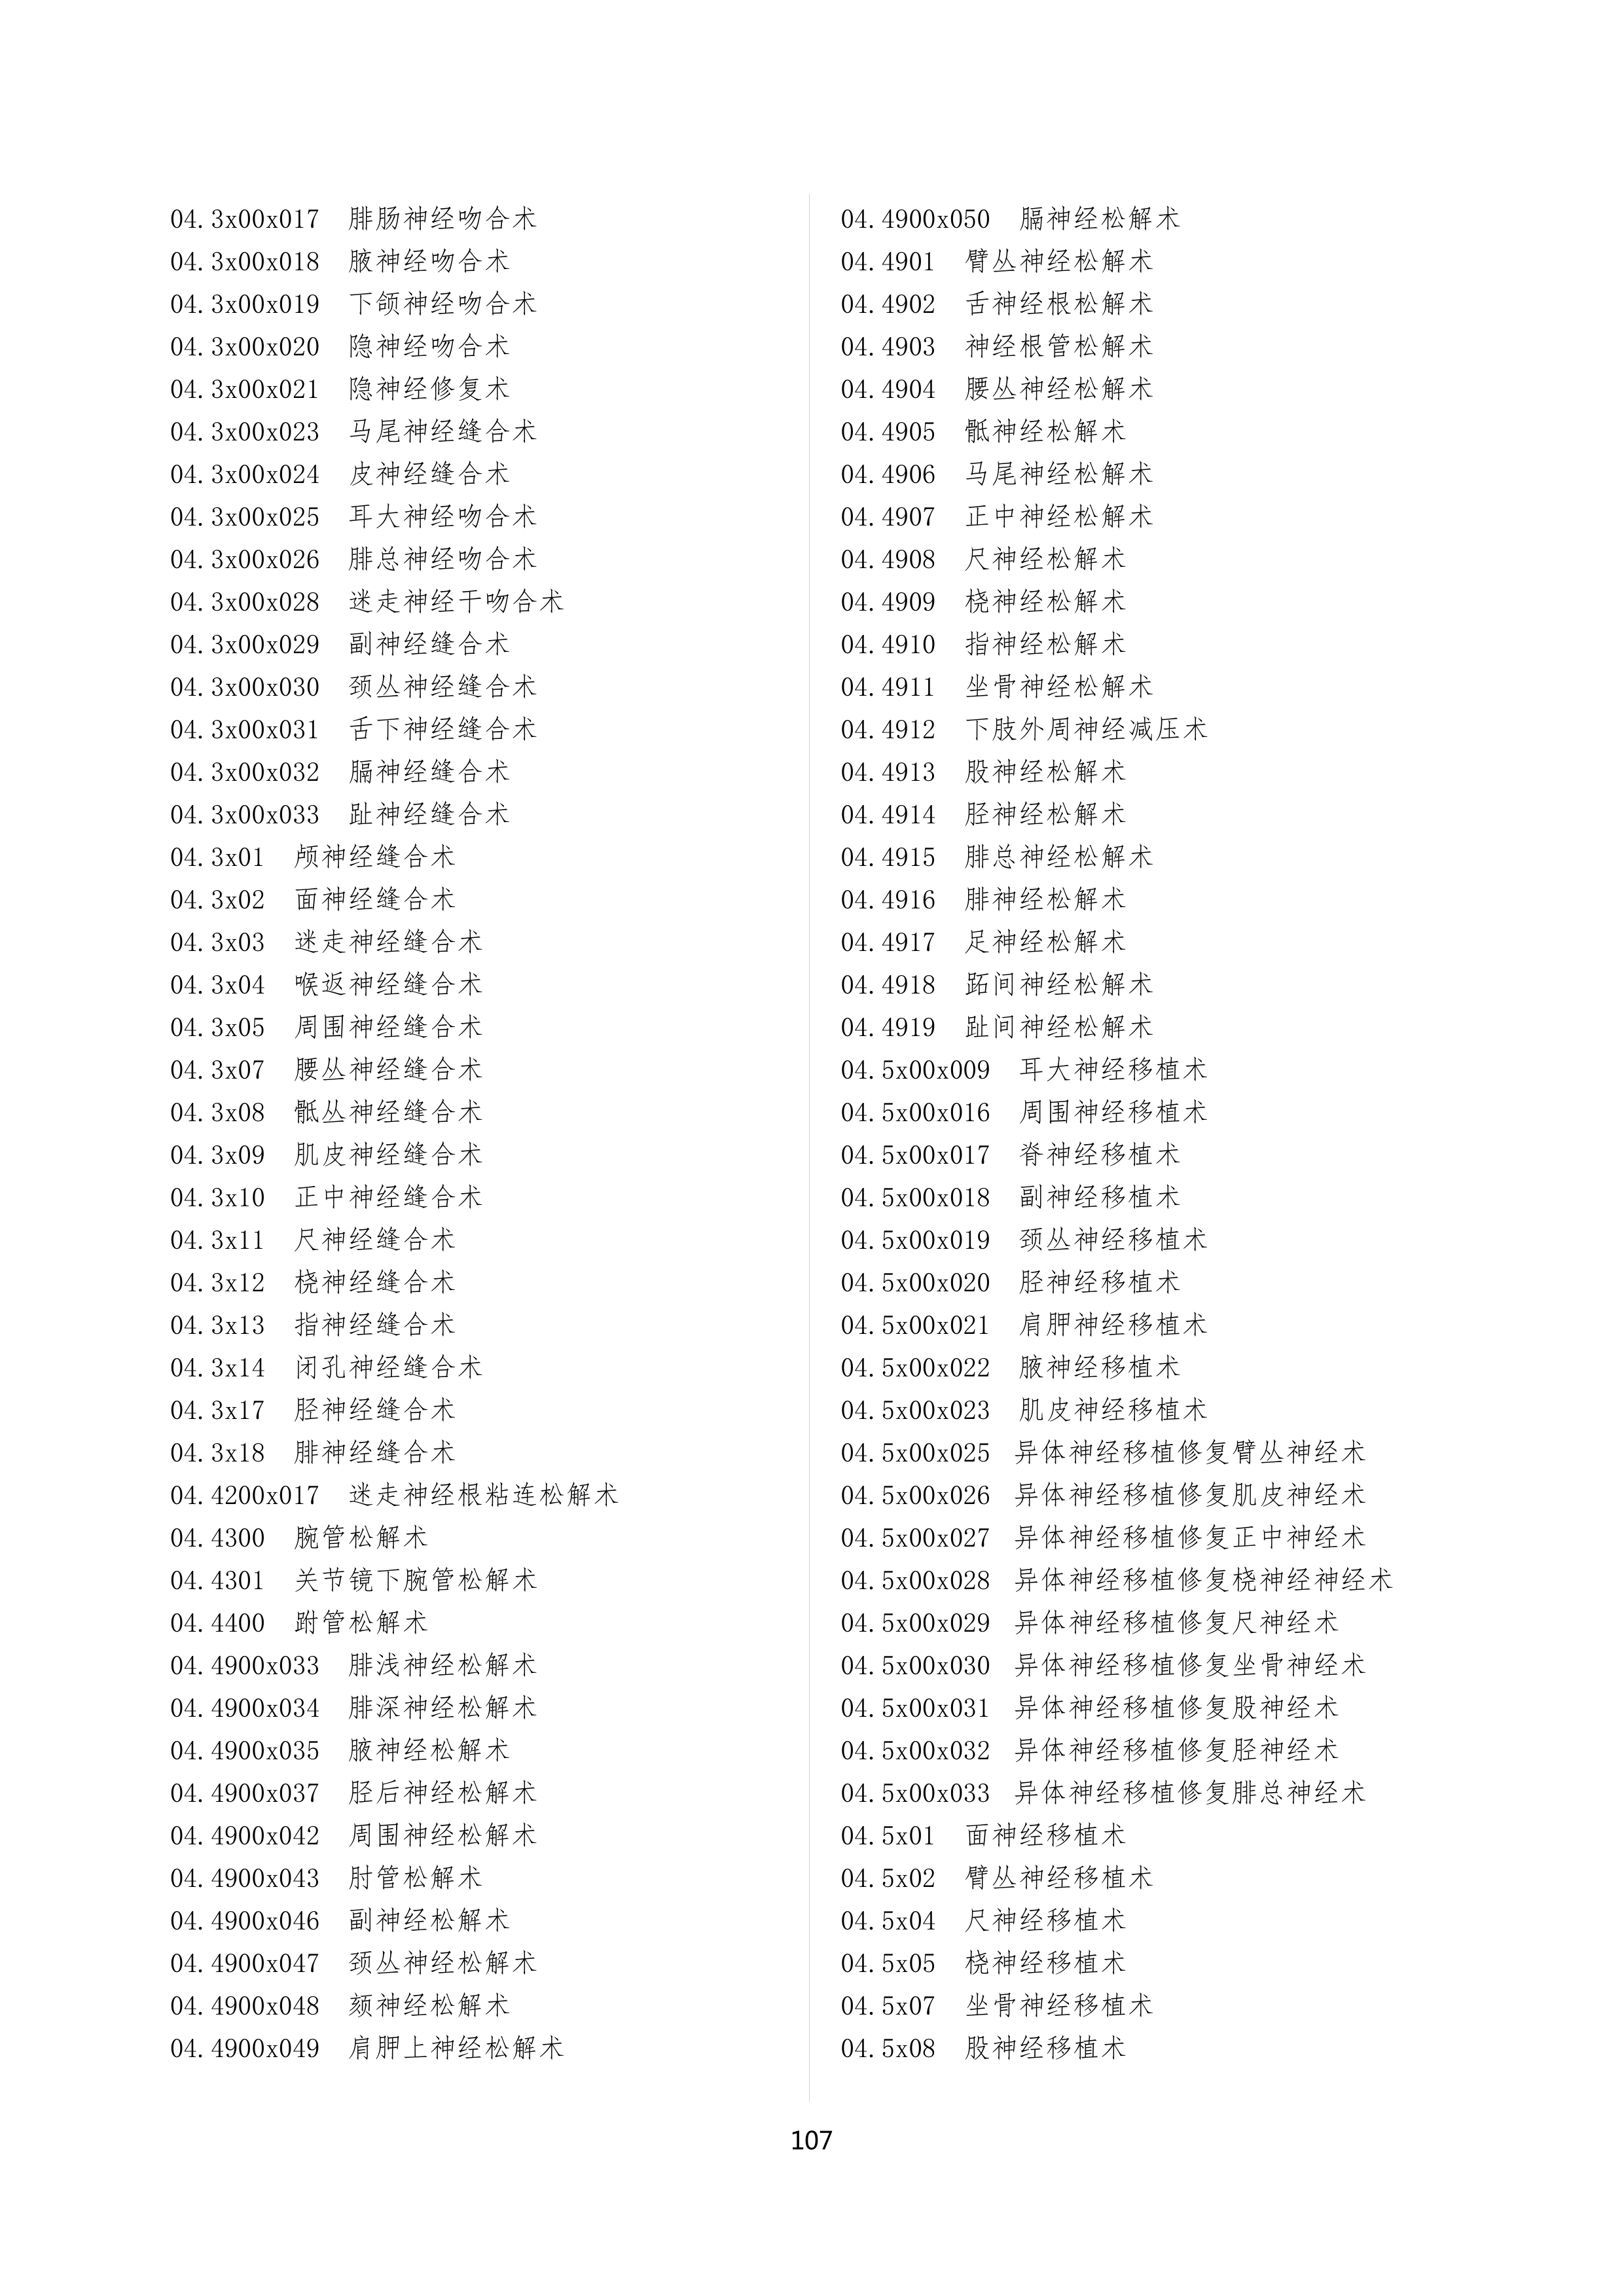 04.3x00x017 腓肠神经吻合术
04.3x00x018 腋神经吻合术
04.3x00x019 下颌神经吻合术
04.3x00x020 隐神经吻合术
04.3x00x021 隐神经修复术
04.3x00x023 马尾神经缝合术
04.3x00x024 皮神经缝合术
04.3x00x025 耳大神经吻合术
04.3x00x026 腓总神经吻合术
04.3x00x028 迷走神经干吻合术
04.3x00x029 副神经缝合术
04.3x00x030 颈丛神经缝合术
04.3x00x031 舌下神经缝合术
04.3x00x032 膈神经缝合术
04.3x00x033 趾神经缝合术
04.3x01 颅神经缝合术
04.3x02 面神经缝合术
04.3x03 迷走神经缝合术
04.3x04 喉返神经缝合术
04.3x05 周围神经缝合术
04.3x07 腰丛神经缝合术
04.3x08 骶丛神经缝合术
04.3x09 肌皮神经缝合术
04.3x10 正中神经缝合术
04.3x11 尺神经缝合术
04.3x12 桡神经缝合术
04.3x13 指神经缝合术
04.3x14 闭孔神经缝合术
04.3x17 胫神经缝合术
04.3x18 腓神经缝合术
04.4200x017 迷走神经根粘连松解术
04.4300 腕管松解术
04.4301 关节镜下腕管松解术
04.4400 跗管松解术
04.4900x033 腓浅神经松解术
04.4900x034 腓深神经松解术
04.4900x035 腋神经松解术
04.4900x037 胫后神经松解术
04.4900x042 周围神经松解术
04.4900x043 肘管松解术
04.4900x046 副神经松解术
04.4900x047 颈丛神经松解术
04.4900x048 颏神经松解术
04.4900x049 肩胛上神经松解术
04.4900x050 膈神经松解术
04.4901 臂丛神经松解术
04.4902 舌神经根松解术
04.4903 神经根管松解术
04.4904 腰丛神经松解术
04.4905 骶神经松解术
04.4906 马尾神经松解术
04.4907 正中神经松解术
04.4908 尺神经松解术
04.4909 桡神经松解术
04.4910 指神经松解术
04.4911 坐骨神经松解术
04.4912 下肢外周神经减压术
04.4913 股神经松解术
04.4914 胫神经松解术
04.4915 腓总神经松解术
04.4916 腓神经松解术
04.4917 足神经松解术
04.4918 跖间神经松解术
04.4919 趾间神经松解术
04.5x00x009 耳大神经移植术
04.5x00x016 周围神经移植术
04.5x00x017 脊神经移植术
04.5x00x018 副神经移植术
04.5x00x019 颈丛神经移植术
04.5x00x020 胫神经移植术
04.5x00x021 肩胛神经移植术
04.5x00x022 腋神经移植术
04.5x00x023 肌皮神经移植术
04.5x00x025 异体神经移植修复臂丛神经术
04.5x00x026 异体神经移植修复肌皮神经术
04.5x00x027 异体神经移植修复正中神经术
04.5x00x028 异体神经移植修复桡神经神经术
04.5x00x029 异体神经移植修复尺神经术
04.5x00x030 异体神经移植修复坐骨神经术
04.5x00x031 异体神经移植修复股神经术
04.5x00x032 异体神经移植修复胫神经术
04.5x00x033 异体神经移植修复腓总神经术
04.5x01 面神经移植术
04.5x02 臂丛神经移植术
04.5x04 尺神经移植术
04.5x05 桡神经移植术
04.5x07 坐骨神经移植术
04.5x08 股神经移植术
107